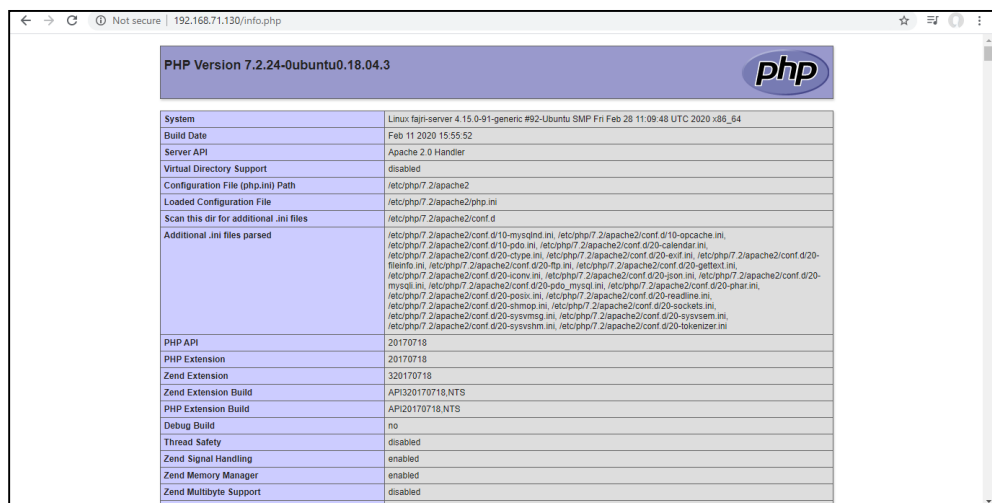 Not secure | 192.168.71.130/info.php
PHP Version 7.2.24-0ubuntu0.18.04.3
php
System Linux fajri-server 4.15.0-91-generic #92-Ubuntu SMP Fri Feb 28 11:09:48 UTC 2020 x86_64
Build Date Feb 11 2020 15:55:52
Server API Apache 2.0 Handler
Virtual Directory Support disabled
Configuration File (php.ini) Path /etc/php/7.2/apache2
Loaded Configuration File /etc/php/7.2/apache2/php.ini
Scan this dir for additional .ini files /etc/php/7.2/apache2/conf.d
Additional .ini files parsed /etc/php/7.2/apache2/conf.d/10-mysqlnd.ini, /etc/php/7.2/apache2/conf.d/10-opcache.ini,
/etc/php/7.2/apache2/conf.d/10-pdo.ini, /etc/php/7.2/apache2/conf.d/20-calendar.ini,
/etc/php/7.2/apache2/conf.d/20-ctype.ini, /etc/php/7.2/apache2/conf.d/20-exif.ini, /etc/php/7.2/apache2/conf.d/20-
fileinfo.ini, /etc/php/7.2/apache2/conf.d/20-ftp.ini, /etc/php/7.2/apache2/conf.d/20-gettext.ini,
/etc/php/7.2/apache2/conf.d/20-iconv.ini, /etc/php/7.2/apache2/conf.d/20-json.ini, /etc/php/7.2/apache2/conf.d/20-
mysqli.ini, /etc/php/7.2/apache2/conf.d/20-pdo_mysql.ini, /etc/php/7.2/apache2/conf.d/20-phar.ini,
/etc/php/7.2/apache2/conf.d/20-posix.ini, /etc/php/7.2/apache2/conf.d/20-readline.ini,
/etc/php/7.2/apache2/conf.d/20-shmop.ini, /etc/php/7.2/apache2/conf.d/20-sockets.ini,
/etc/php/7.2/apache2/conf.d/20-sysvmsg.ini, /etc/php/7.2/apache2/conf.d/20-sysvsem.ini,
/etc/php/7.2/apache2/conf.d/20-sysvshm.ini, /etc/php/7.2/apache2/conf.d/20-tokenizer.ini
PHP API 20170718
PHP Extension 20170718
Zend Extension 320170718
Zend Extension Build API320170718,NTS
PHP Extension Build API20170718,NTS
Debug Build no
Thread Safety disabled
Zend Signal Handling enabled
Zend Memory Manager enabled
Zend Multibyte Support disabled